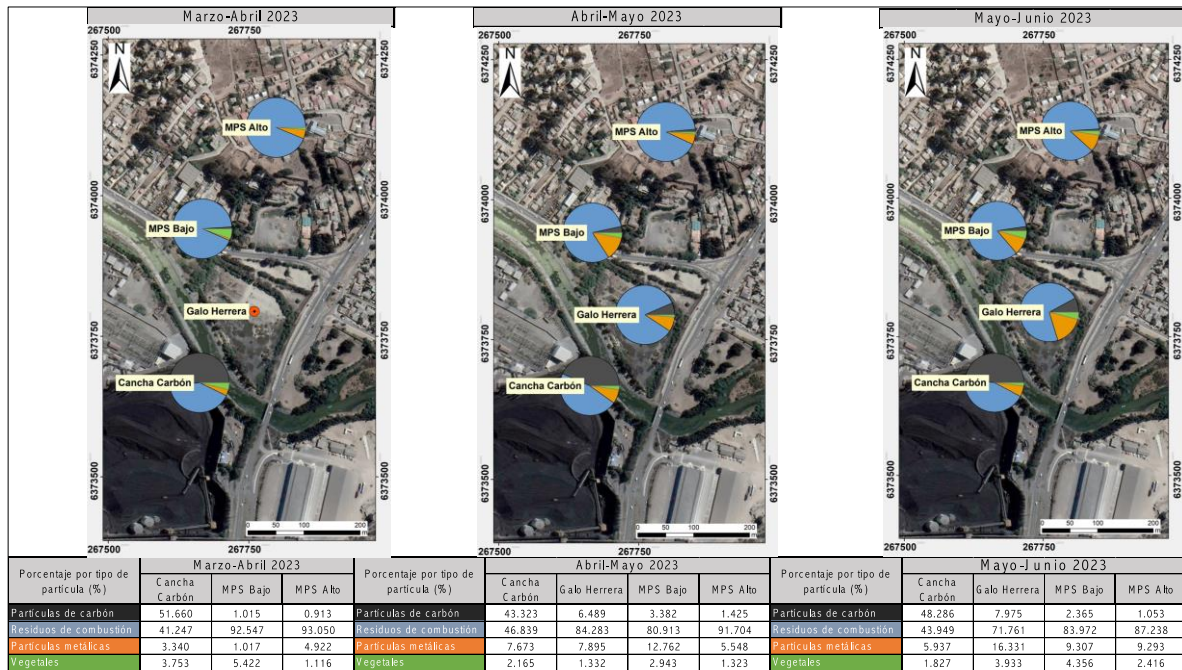 Marzo-Abril 2023
267500 267750
6374250
N
MPS Alto
6374000
MPS Bajo
Galo Herrera
6373750
Cancha Carbón
6373500
0 50 100 200
m
267500 267750
Abril-Mayo 2023
267500 267750
6374250
N
MPS Alto
6374000
MPS Bajo
Galo Herrera
6373750
Cancha Carbón
6373500
0 50 100 200
m
267500 267750
Mayo-Junio 2023
267500 267750
6374250
N
MPS Alto
6374000
MPS Bajo
Galo Herrera
6373750
Cancha Carbón
6373500
0 50 100 200
m
267500 267750
Porcentaje por tipo de partícula (%) Marzo-Abril 2023
Cancha Carbón MPS Bajo MPS Alto
Partículas de carbón 51.660 1.015 0.913
Residuos de combustión 41.247 92.547 93.050
Partículas metálicas 3.340 1.017 4.922
Vegetales 3.753 5.422 1.116
Porcentaje por tipo de partícula (%) Abril-Mayo 2023
Cancha Carbón Galo Herrera MPS Bajo MPS Alto
Partículas de carbón 43.323 6.489 3.382 1.425
Residuos de combustión 46.839 84.283 80.913 91.704
Partículas metálicas 7.673 7.895 12.762 5.548
Vegetales 2.165 1.332 2.943 1.323
Porcentaje por tipo de partícula (%) Mayo-Junio 2023
Cancha Carbón Galo Herrera MPS Bajo MPS Alto
Partículas de carbón 48.286 7.975 2.365 1.053
Residuos de combustión 43.949 71.761 83.972 87.238
Partículas metálicas 5.937 16.331 9.307 9.293
Vegetales 1.827 3.933 4.356 2.416